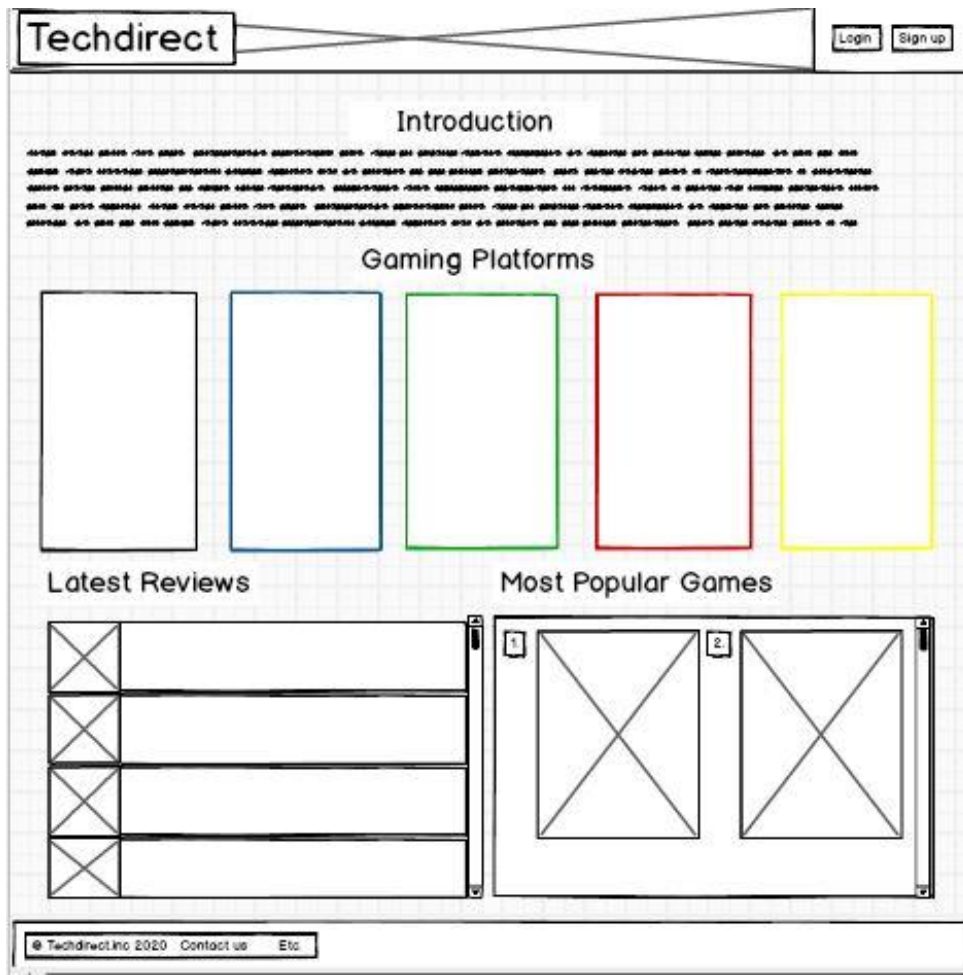 Techdirect
Login Sign up
Introduction
Gaming Platforms
Latest Reviews
Most Popular Games
1. 2.
© Techdirect.inc 2020 Contact us Etc.